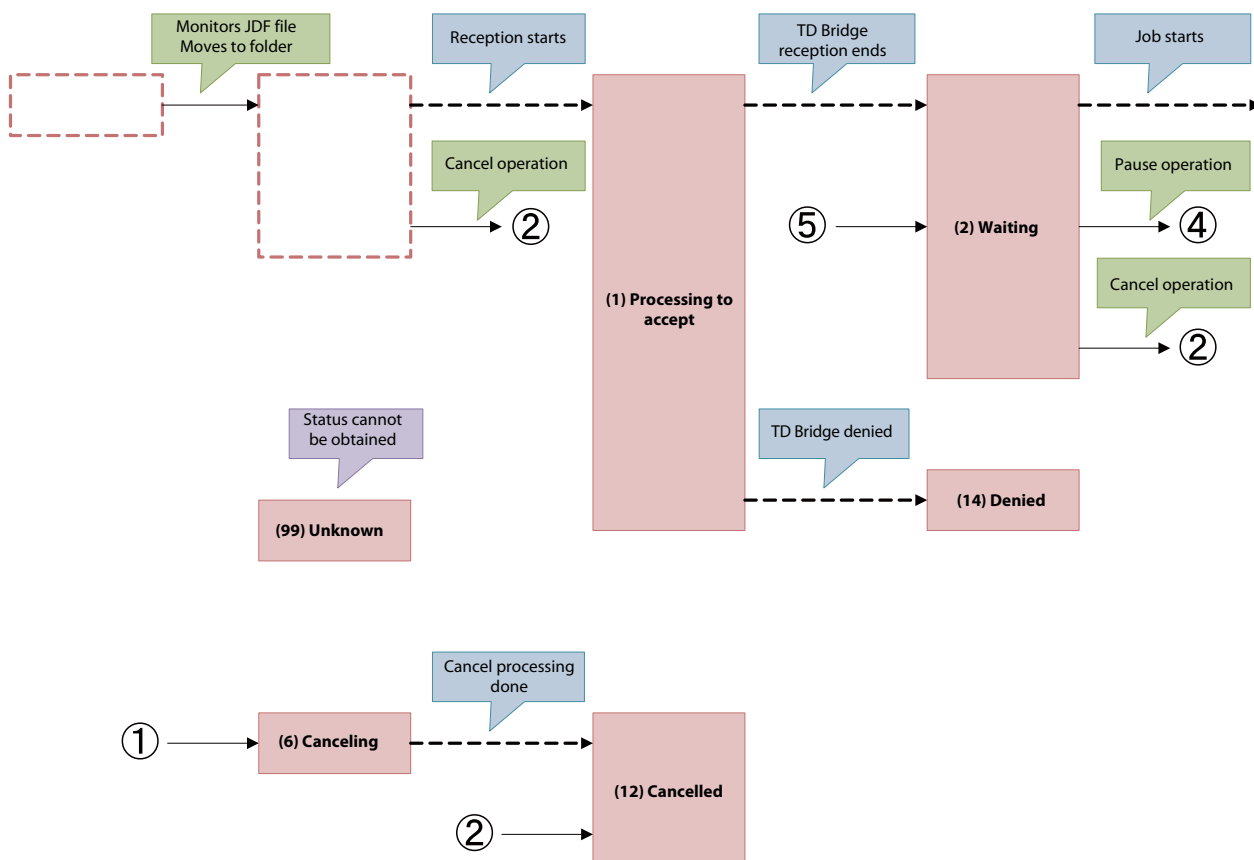 Monitors JDF file
Moves to folder
Reception starts
TD Bridge
reception ends
Job starts
Cancel operation
②
(1) Processing to
accept
⑤
(2) Waiting
Pause operation
④
Cancel operation
②
Status cannot
be obtained
(99) Unknown
TD Bridge denied
(14) Denied
Cancel processing
done
①
(6) Canceling
②
(12) Cancelled